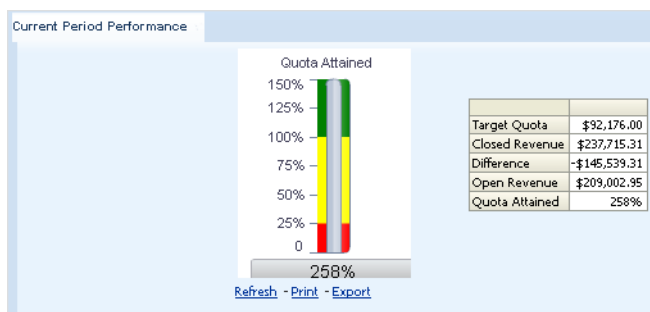 Current Period Performance
Quota Attained
150%
125%
100%
75%
50%
25%
0
258%
Refresh - Print - Export
Target Quota $92,176.00
Closed Revenue $237,715.31
Difference -$145,539.31
Open Revenue $209,002.95
Quota Attained 258%